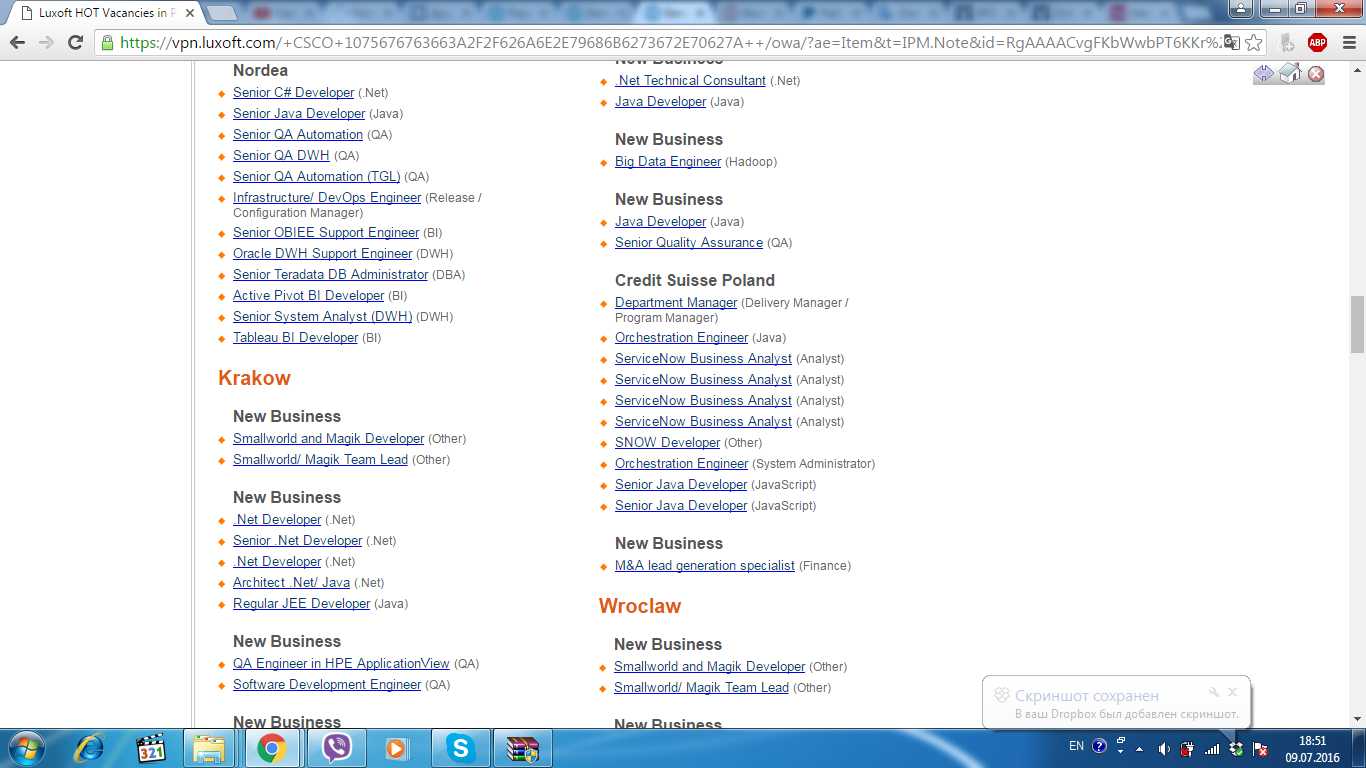 Luxoft HOT Vacancies in P
https://vpn.luxoft.com/+CSCO+1075676763663A2F2F626A6E2E79686B6273672E70627A++/owa/?ae=Item&t=IPM.Note&id=RgAAAACvgFKbWwbPT6KKr%2
ABP
Nordea
Senior C# Developer (.Net)
Senior Java Developer (Java)
Senior QA Automation (QA)
Senior QA DWH (QA)
Senior QA Automation (TGL) (QA)
Infrastructure/ DevOps Engineer (Release /
Configuration Manager)
Senior OBIEE Support Engineer (BI)
Oracle DWH Support Engineer (DWH)
Senior Teradata DB Administrator (DBA)
Active Pivot BI Developer (BI)
Senior System Analyst (DWH) (DWH)
Tableau BI Developer (BI)
Krakow
New Business
Smallworld and Magik Developer (Other)
Smallworld/ Magik Team Lead (Other)
New Business
.Net Developer (.Net)
Senior .Net Developer (.Net)
.Net Developer (.Net)
Architect .Net/ Java (.Net)
Regular JEE Developer (Java)
New Business
QA Engineer in HPE ApplicationView (QA)
Software Development Engineer (QA)
New Business
New Business
.Net Technical Consultant (.Net)
Java Developer (Java)
New Business
Big Data Engineer (Hadoop)
New Business
Java Developer (Java)
Senior Quality Assurance (QA)
Credit Suisse Poland
Department Manager (Delivery Manager /
Program Manager)
Orchestration Engineer (Java)
ServiceNow Business Analyst (Analyst)
ServiceNow Business Analyst (Analyst)
ServiceNow Business Analyst (Analyst)
ServiceNow Business Analyst (Analyst)
SNOW Developer (Other)
Orchestration Engineer (System Administrator)
Senior Java Developer (JavaScript)
Senior Java Developer (JavaScript)
New Business
M&A lead generation specialist (Finance)
Wroclaw
New Business
Smallworld and Magik Developer (Other)
Smallworld/ Magik Team Lead (Other)
New Business
Скриншот сохранен
В ваш Dropbox был добавлен скриншот.
321
EN
18:51
09.07.2016